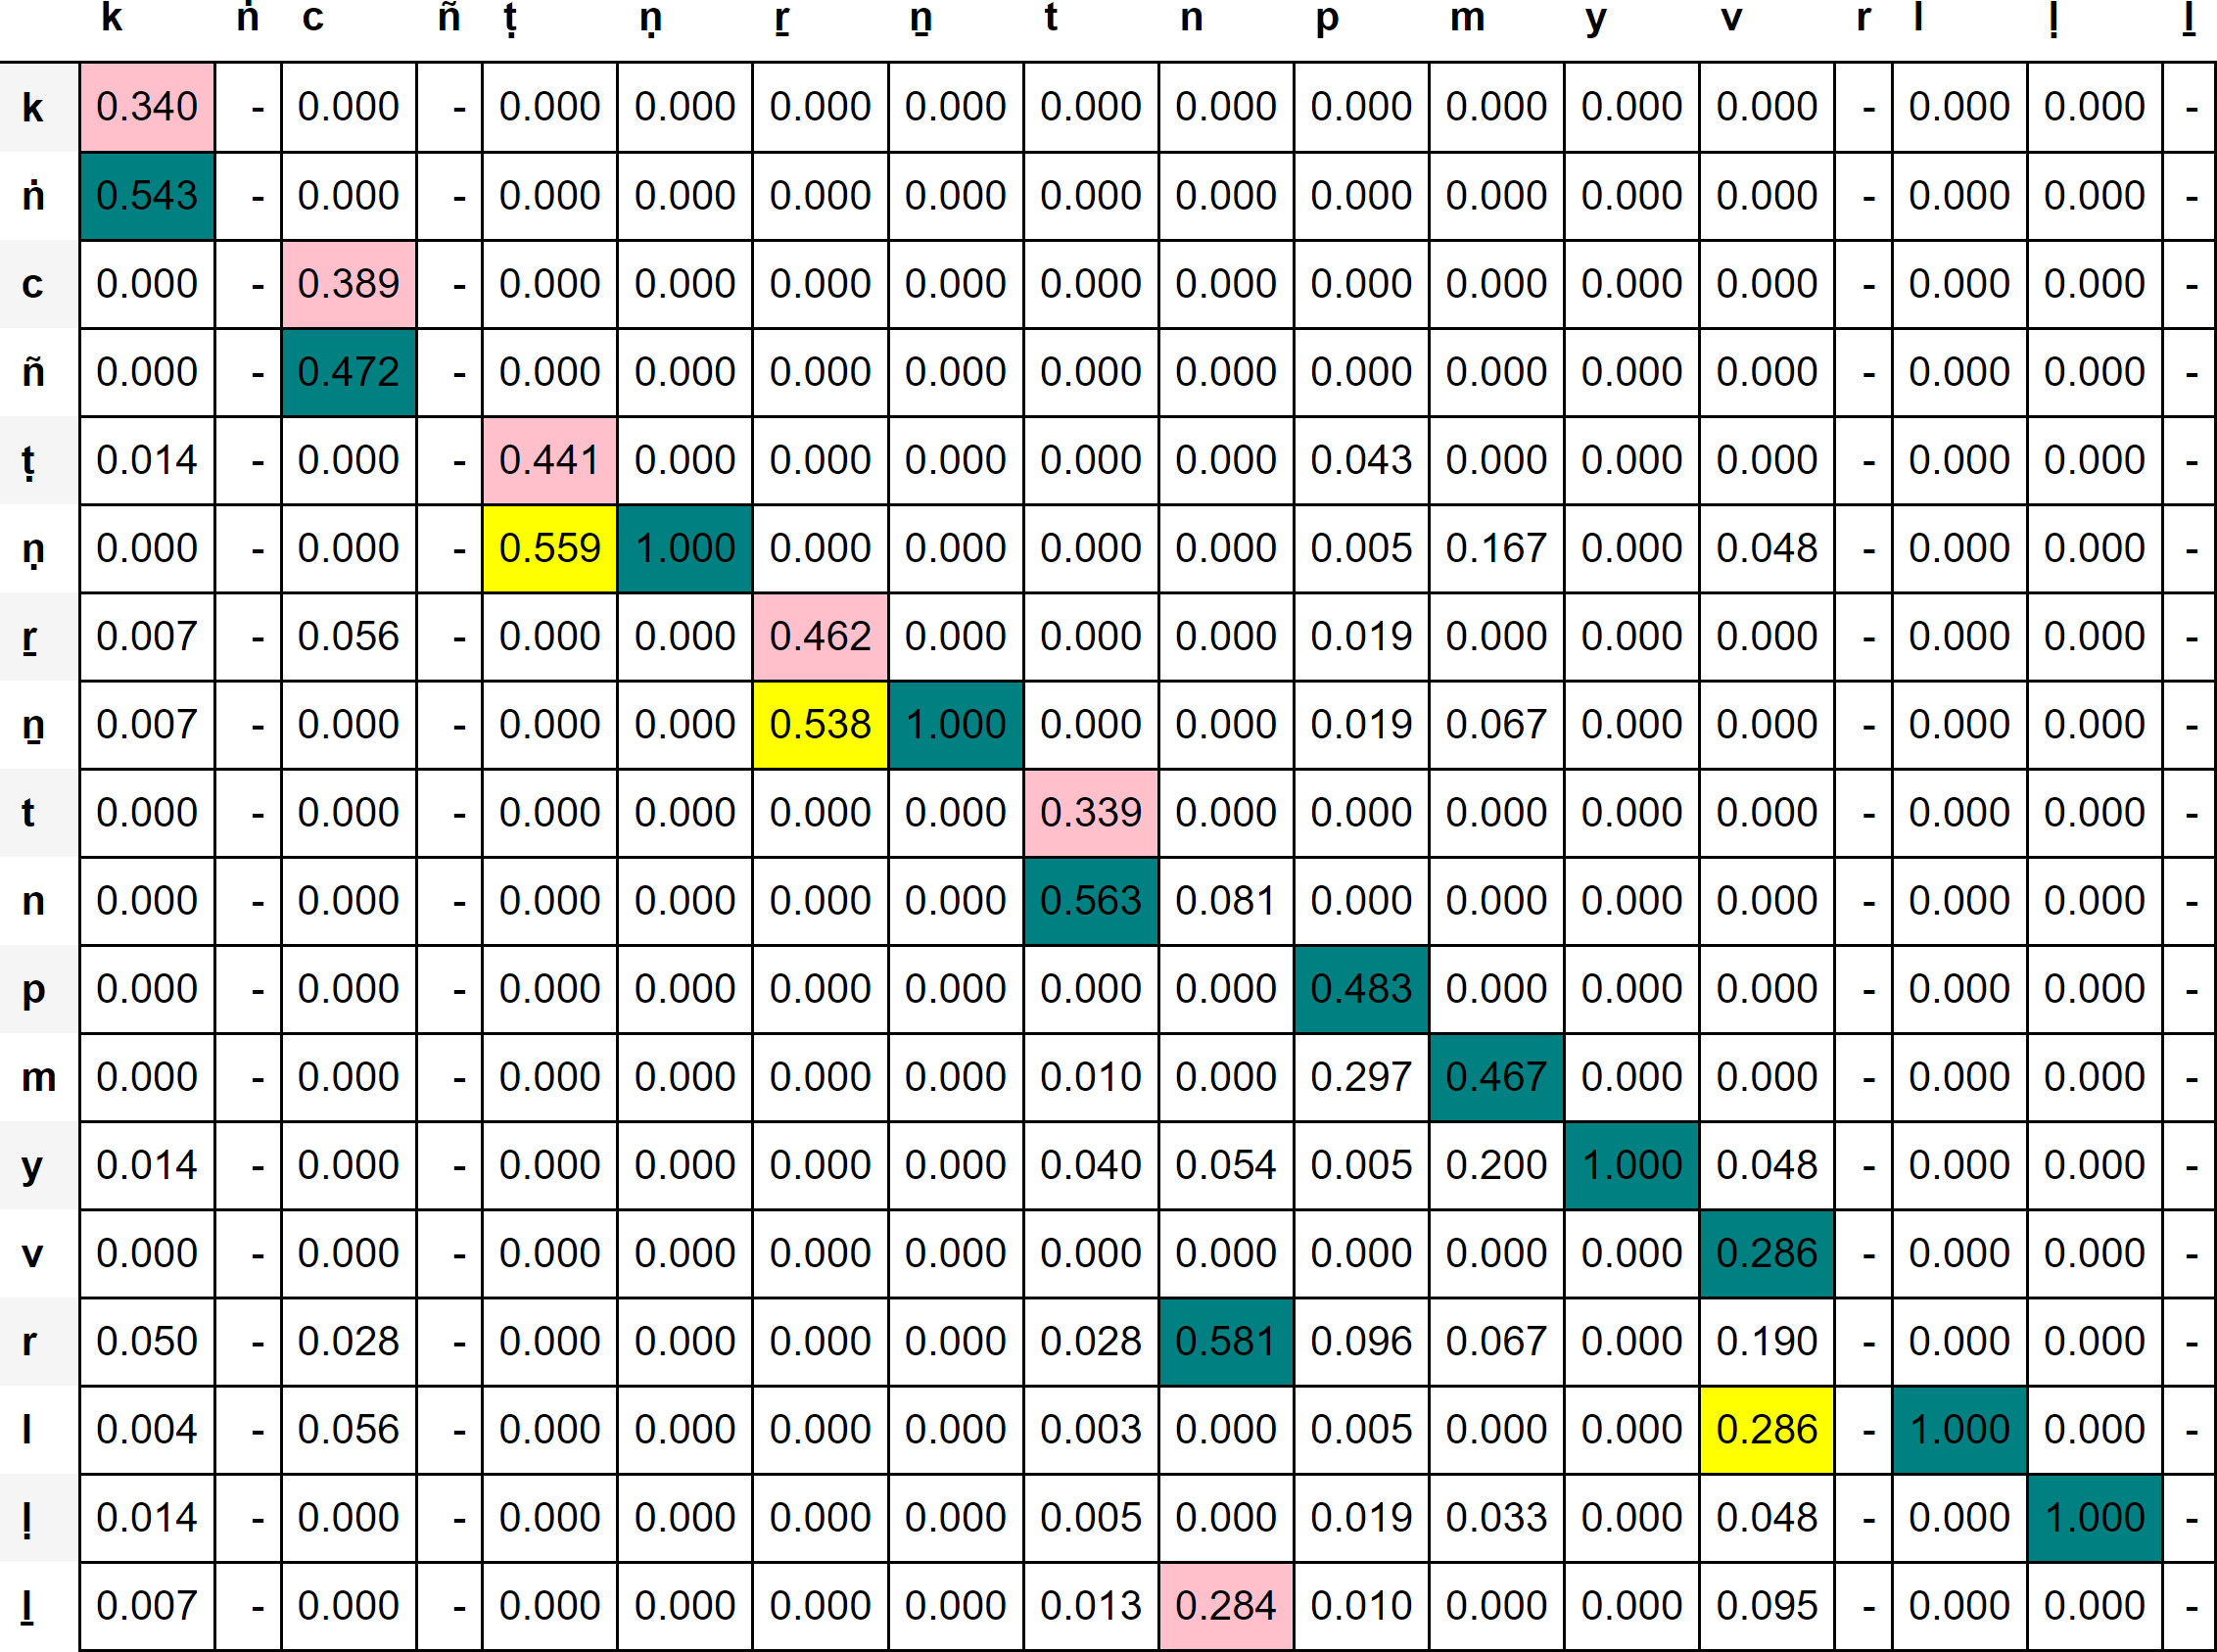 k ṅ c ñ ṭ ṇ ṟ ṉ t n p m y v r l ḷ ḻ
k 0.340 - 0.000 - 0.000 0.000 0.000 0.000 0.000 0.000 0.000 0.000 0.000 0.000 - 0.000 0.000 -
ṅ 0.543 - 0.000 - 0.000 0.000 0.000 0.000 0.000 0.000 0.000 0.000 0.000 0.000 - 0.000 0.000 -
c 0.000 - 0.389 - 0.000 0.000 0.000 0.000 0.000 0.000 0.000 0.000 0.000 0.000 - 0.000 0.000 -
ñ 0.000 - 0.472 - 0.000 0.000 0.000 0.000 0.000 0.000 0.000 0.000 0.000 0.000 - 0.000 0.000 -
ṭ 0.014 - 0.000 - 0.441 0.000 0.000 0.000 0.000 0.000 0.043 0.000 0.000 0.000 - 0.000 0.000 -
ṇ 0.000 - 0.000 - 0.559 1.000 0.000 0.000 0.000 0.000 0.005 0.167 0.000 0.048 - 0.000 0.000 -
ṟ 0.007 - 0.056 - 0.000 0.000 0.462 0.000 0.000 0.000 0.019 0.000 0.000 0.000 - 0.000 0.000 -
ṉ 0.007 - 0.000 - 0.000 0.000 0.538 1.000 0.000 0.000 0.019 0.067 0.000 0.000 - 0.000 0.000 -
t 0.000 - 0.000 - 0.000 0.000 0.000 0.000 0.339 0.000 0.000 0.000 0.000 0.000 - 0.000 0.000 -
n 0.000 - 0.000 - 0.000 0.000 0.000 0.000 0.563 0.081 0.000 0.000 0.000 0.000 - 0.000 0.000 -
p 0.000 - 0.000 - 0.000 0.000 0.000 0.000 0.000 0.000 0.483 0.000 0.000 0.000 - 0.000 0.000 -
m 0.000 - 0.000 - 0.000 0.000 0.000 0.000 0.010 0.000 0.297 0.467 0.000 0.000 - 0.000 0.000 -
y 0.014 - 0.000 - 0.000 0.000 0.000 0.000 0.040 0.054 0.005 0.200 1.000 0.048 - 0.000 0.000 -
v 0.000 - 0.000 - 0.000 0.000 0.000 0.000 0.000 0.000 0.000 0.000 0.000 0.286 - 0.000 0.000 -
r 0.050 - 0.028 - 0.000 0.000 0.000 0.000 0.028 0.581 0.096 0.067 0.000 0.190 - 0.000 0.000 -
l 0.004 - 0.056 - 0.000 0.000 0.000 0.000 0.003 0.000 0.005 0.000 0.000 0.286 - 1.000 0.000 -
ḷ 0.014 - 0.000 - 0.000 0.000 0.000 0.000 0.005 0.000 0.019 0.033 0.000 0.048 - 0.000 1.000 -
ḻ 0.007 - 0.000 - 0.000 0.000 0.000 0.000 0.013 0.284 0.010 0.000 0.000 0.095 - 0.000 0.000 -